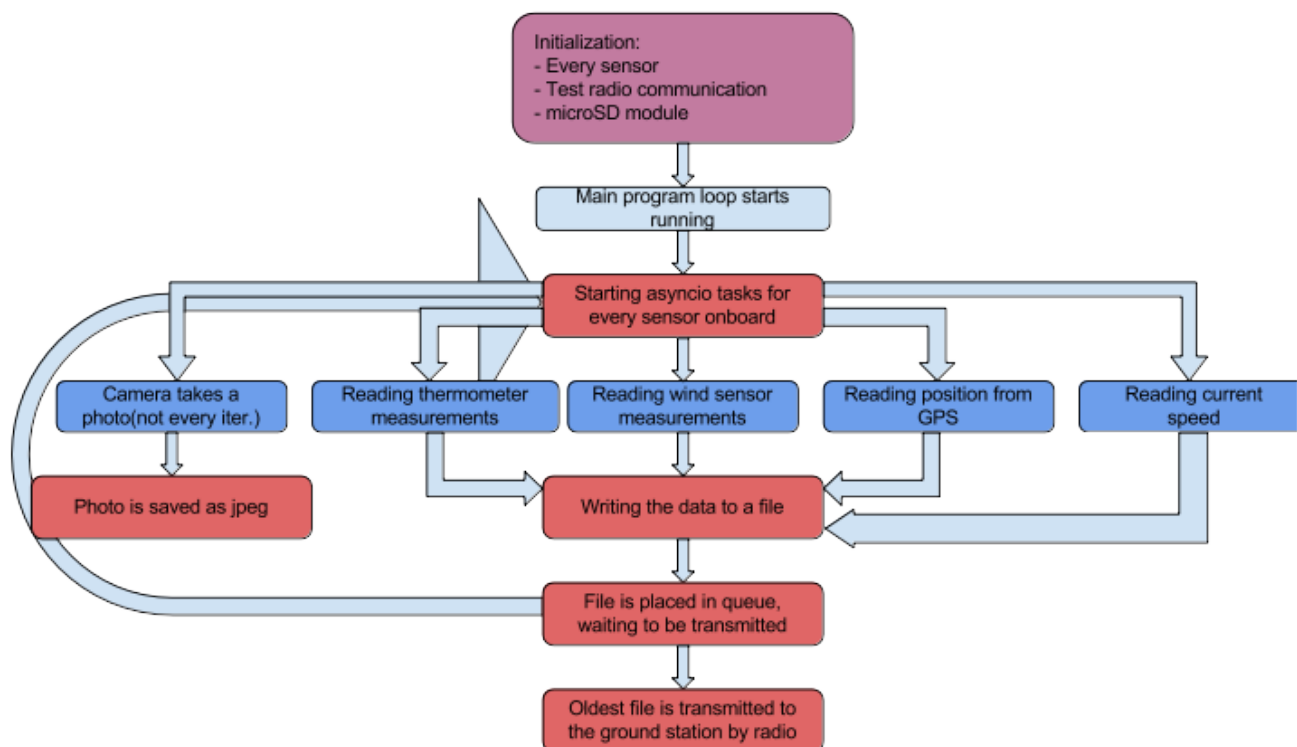 Initialization:
- Every sensor
- Test radio communication
- microSD module
Main program loop starts
running
Starting asyncio tasks for
every sensor onboard
Camera takes a
photo(not every iter.)
Reading thermometer
measurements
Reading wind sensor
measurements
Reading position from
GPS
Reading current
speed
Photo is saved as jpeg
Writing the data to a file
File is placed in queue,
waiting to be transmitted
Oldest file is transmitted to
the ground station by radio